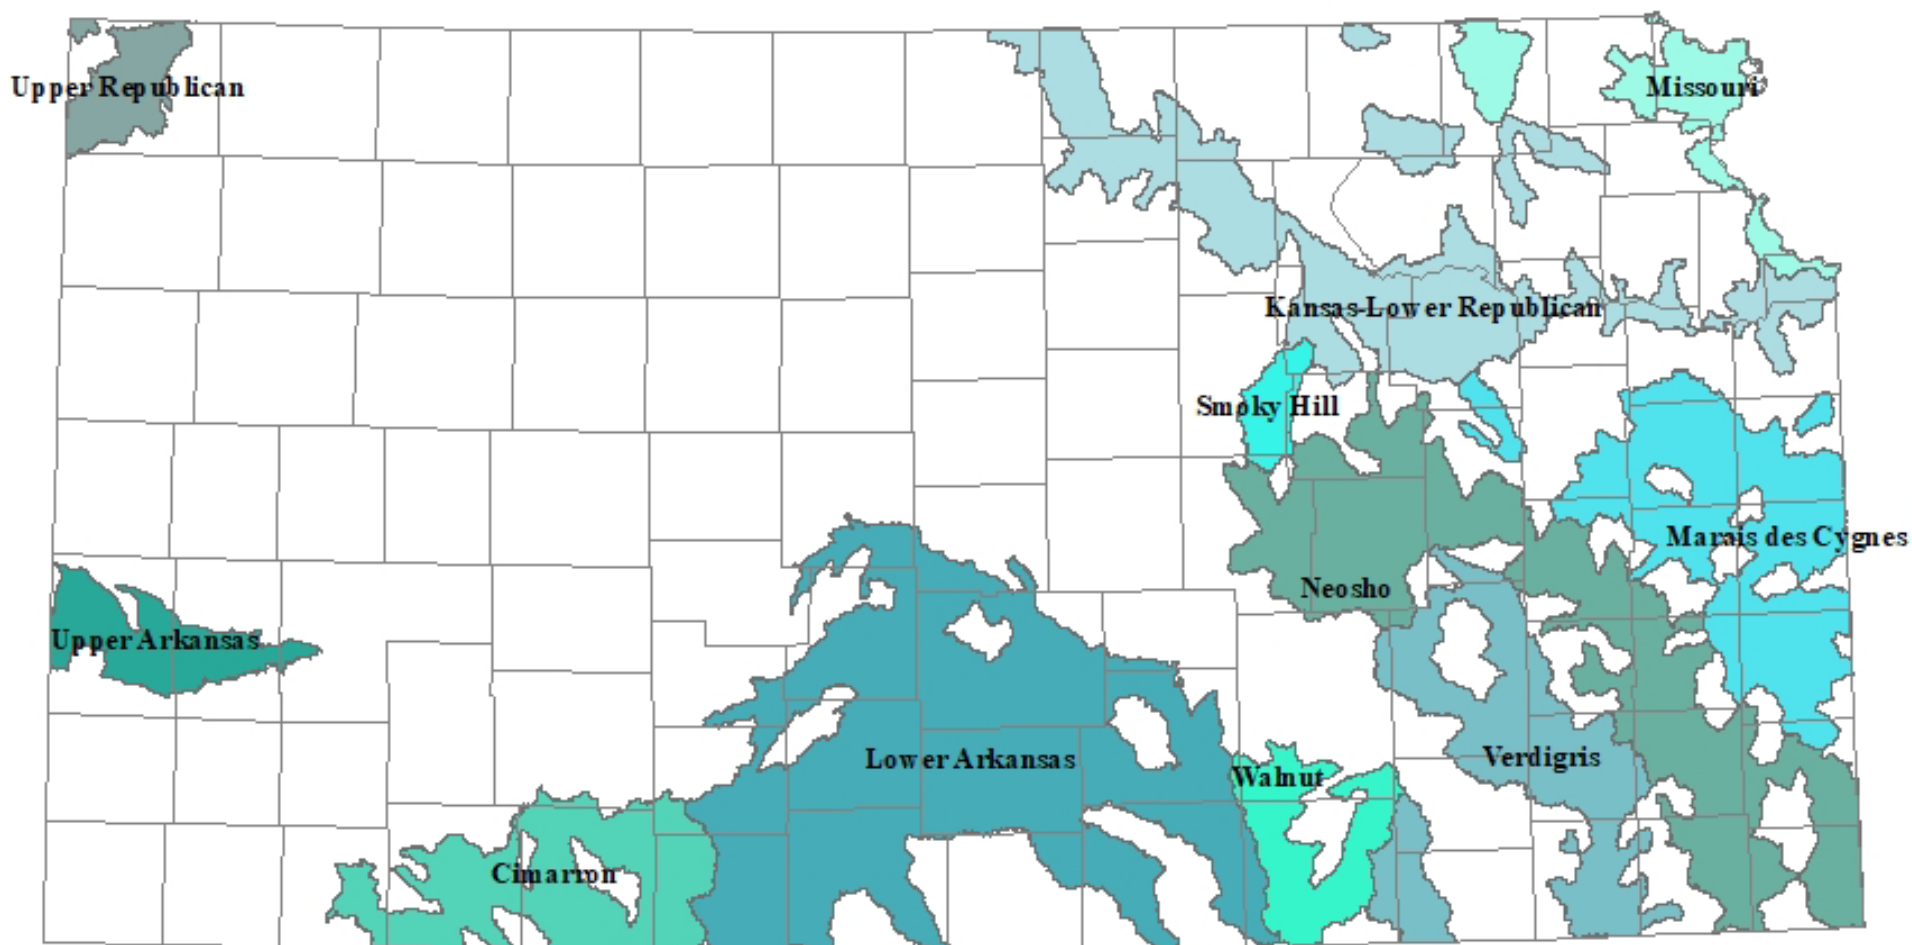 Upper Republican
Missouri
Kansas-Lower Republican
Smoky Hill
Marais des Cygnes
Neosho
Upper Arkansas
Lower Arkansas
Verdigris
Walnut
Cimarron